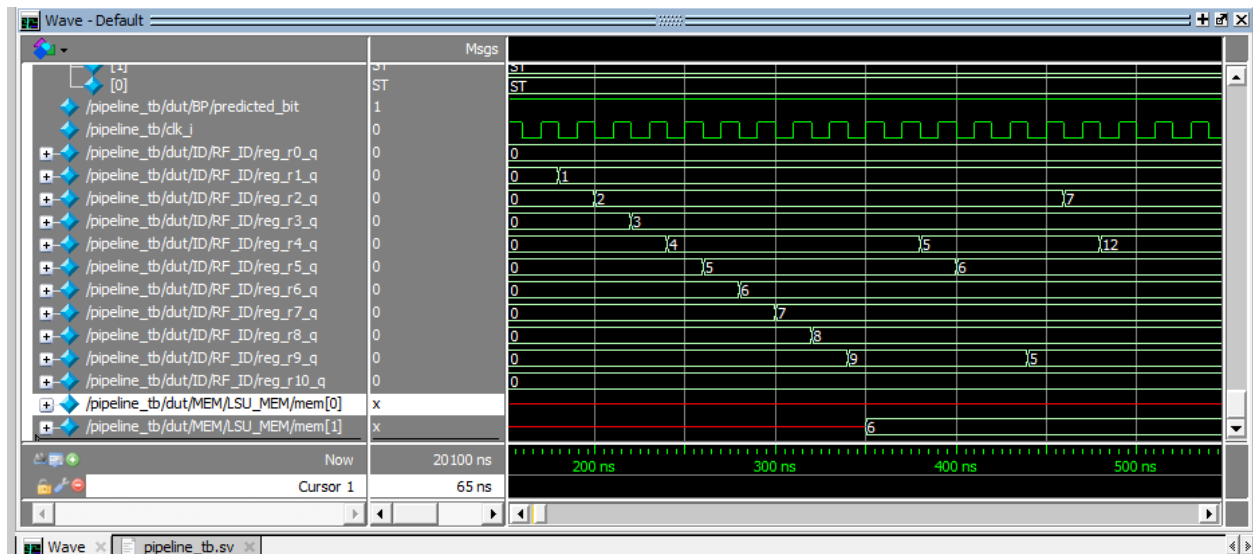 Wave - Default
Msgs
[1] ST ST
[0] ST ST
/pipeline_tb/dut/BP/predicted_bit 1
/pipeline_tb/clk_i 0
/pipeline_tb/dut/ID/RF_ID/reg_r0_q 0 0
/pipeline_tb/dut/ID/RF_ID/reg_r1_q 0 0 1
/pipeline_tb/dut/ID/RF_ID/reg_r2_q 0 0 2 7
/pipeline_tb/dut/ID/RF_ID/reg_r3_q 0 0 3
/pipeline_tb/dut/ID/RF_ID/reg_r4_q 0 0 4 5 12
/pipeline_tb/dut/ID/RF_ID/reg_r5_q 0 0 5 6
/pipeline_tb/dut/ID/RF_ID/reg_r6_q 0 0 6
/pipeline_tb/dut/ID/RF_ID/reg_r7_q 0 0 7
/pipeline_tb/dut/ID/RF_ID/reg_r8_q 0 0 8
/pipeline_tb/dut/ID/RF_ID/reg_r9_q 0 0 9 5
/pipeline_tb/dut/ID/RF_ID/reg_r10_q 0 0
/pipeline_tb/dut/MEM/LSU_MEM/mem[0] x
/pipeline_tb/dut/MEM/LSU_MEM/mem[1] x 6
Now 20100 ns 200 ns 300 ns 400 ns 500 ns
Cursor 1 65 ns
Wave pipeline_tb.sv